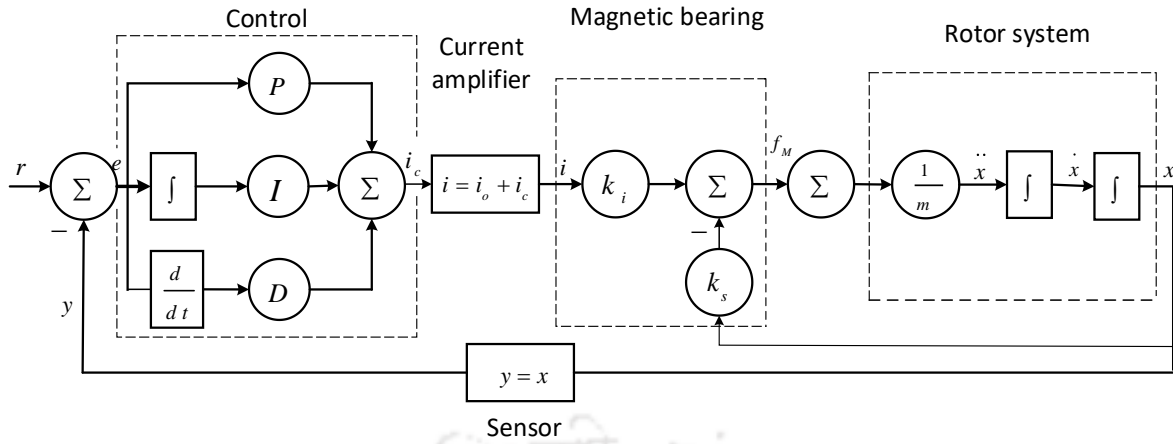 Control
Current amplifier
Magnetic bearing
Rotor system
r
Σ
−
e
P
∫
I
d/dt
D
Σ
i_c
i = i_o + i_c
i
k_i
Σ
−
k_s
f_M
Σ
1/m
ẍ
∫
ẋ
∫
x
y
y = x
Sensor